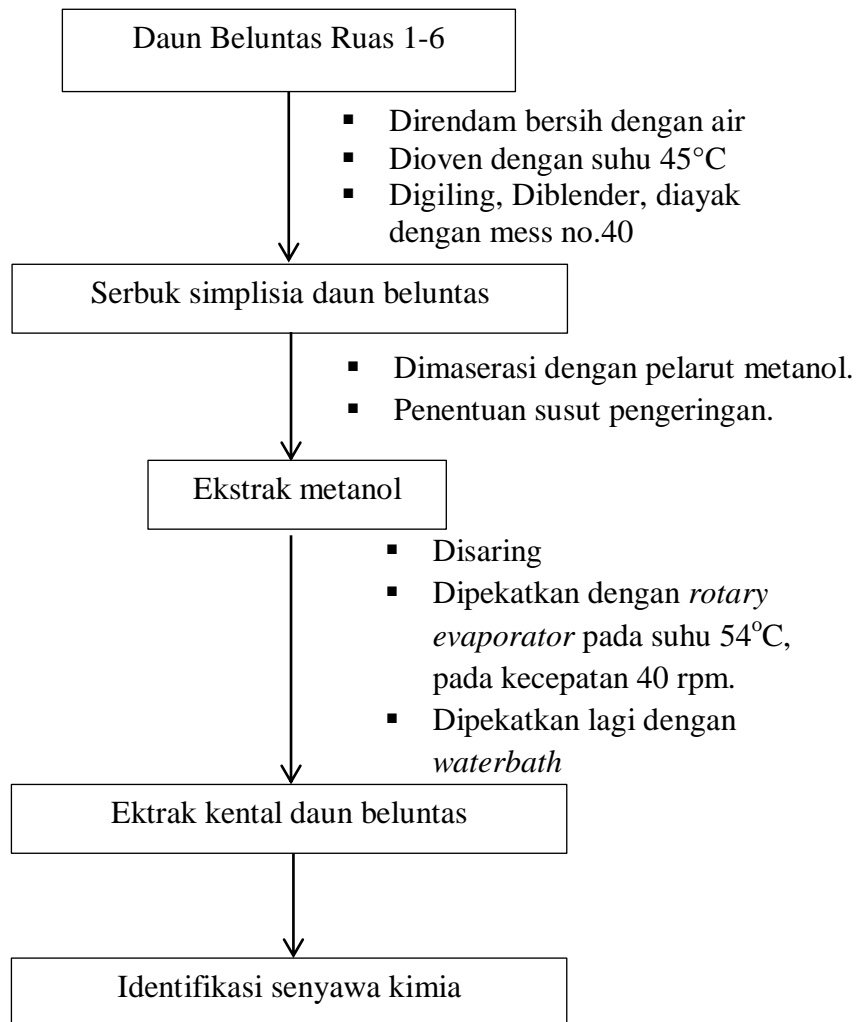 Daun Beluntas Ruas 1-6
▪ Direndam bersih dengan air
▪ Dioven dengan suhu 45°C
▪ Digiling, Diblender, diayak
dengan mess no.40
Serbuk simplisia daun beluntas
▪ Dimaserasi dengan pelarut metanol.
▪ Penentuan susut pengeringan.
Ekstrak metanol
▪ Disaring
▪ Dipekatkan dengan rotary
evaporator pada suhu 54°C,
pada kecepatan 40 rpm.
▪ Dipekatkan lagi dengan
waterbath
Ektrak kental daun beluntas
Identifikasi senyawa kimia